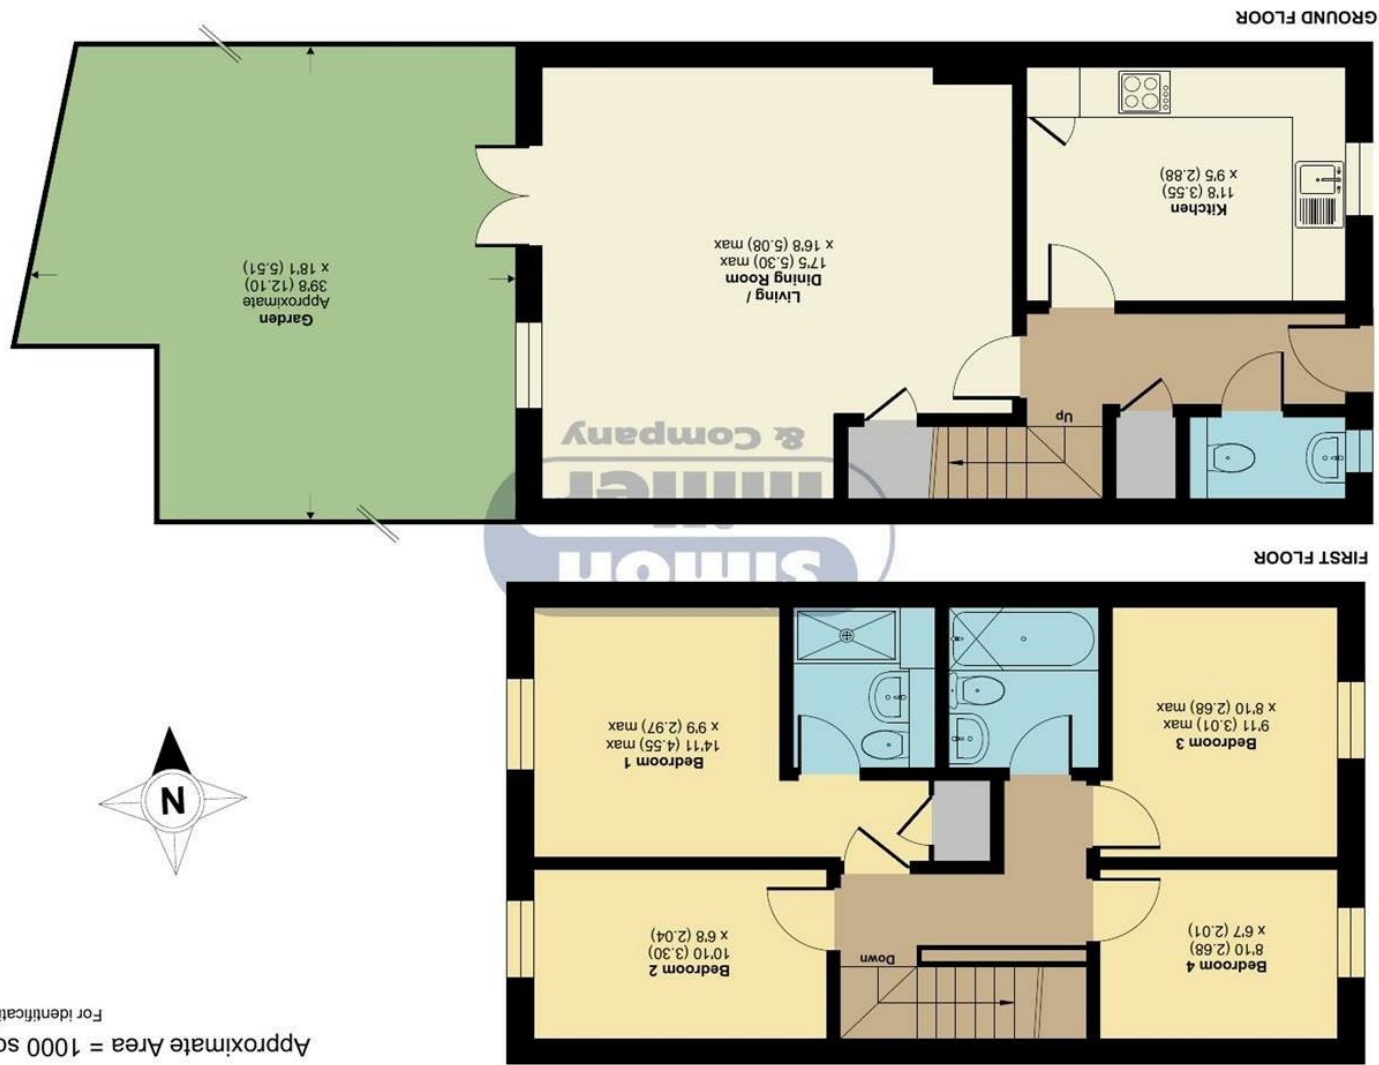 Approximate Area = 1000 sq
For identificati
Bedroom 4
8'10 (2.68)
x 6'7 (2.01)
Down
Bedroom 2
10'10 (3.30)
x 6'8 (2.04)
Bedroom 3
9'11 (3.01) max
x 8'10 (2.68) max
Bedroom 1
14'11 (4.55) max
x 9'9 (2.97) max
N
FIRST FLOOR
simon
miller
& Company
Up
Living /
Dining Room
17'5 (5.30) max
x 16'8 (5.08) max
Garden
Approximate
39'8 (12.10)
x 18'1 (5.51)
Kitchen
11'8 (3.55)
x 9'5 (2.88)
GROUND FLOOR